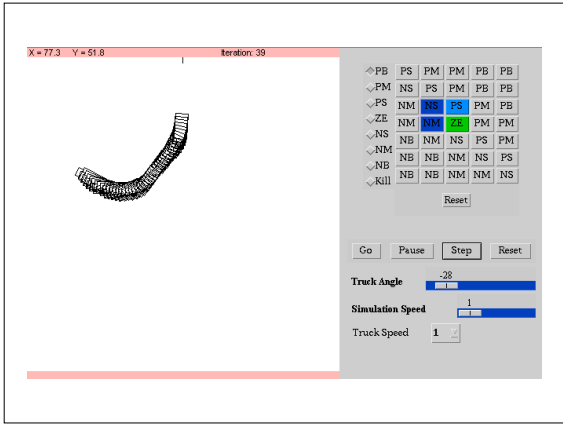 X = 77.3 Y = 51.8 Iteration: 39
PB PS PM PM PB PB
PM NS PS PM PB PB
PS NM NS PS PM PB
ZE NM NM ZE PM PM
NS NB NM NS PS PM
NM NB NB NM NS PS
NB NB NB NM NM NS
Kill
Reset
Go Pause Step Reset
-28
Truck Angle
1
Simulation Speed
Truck Speed 1